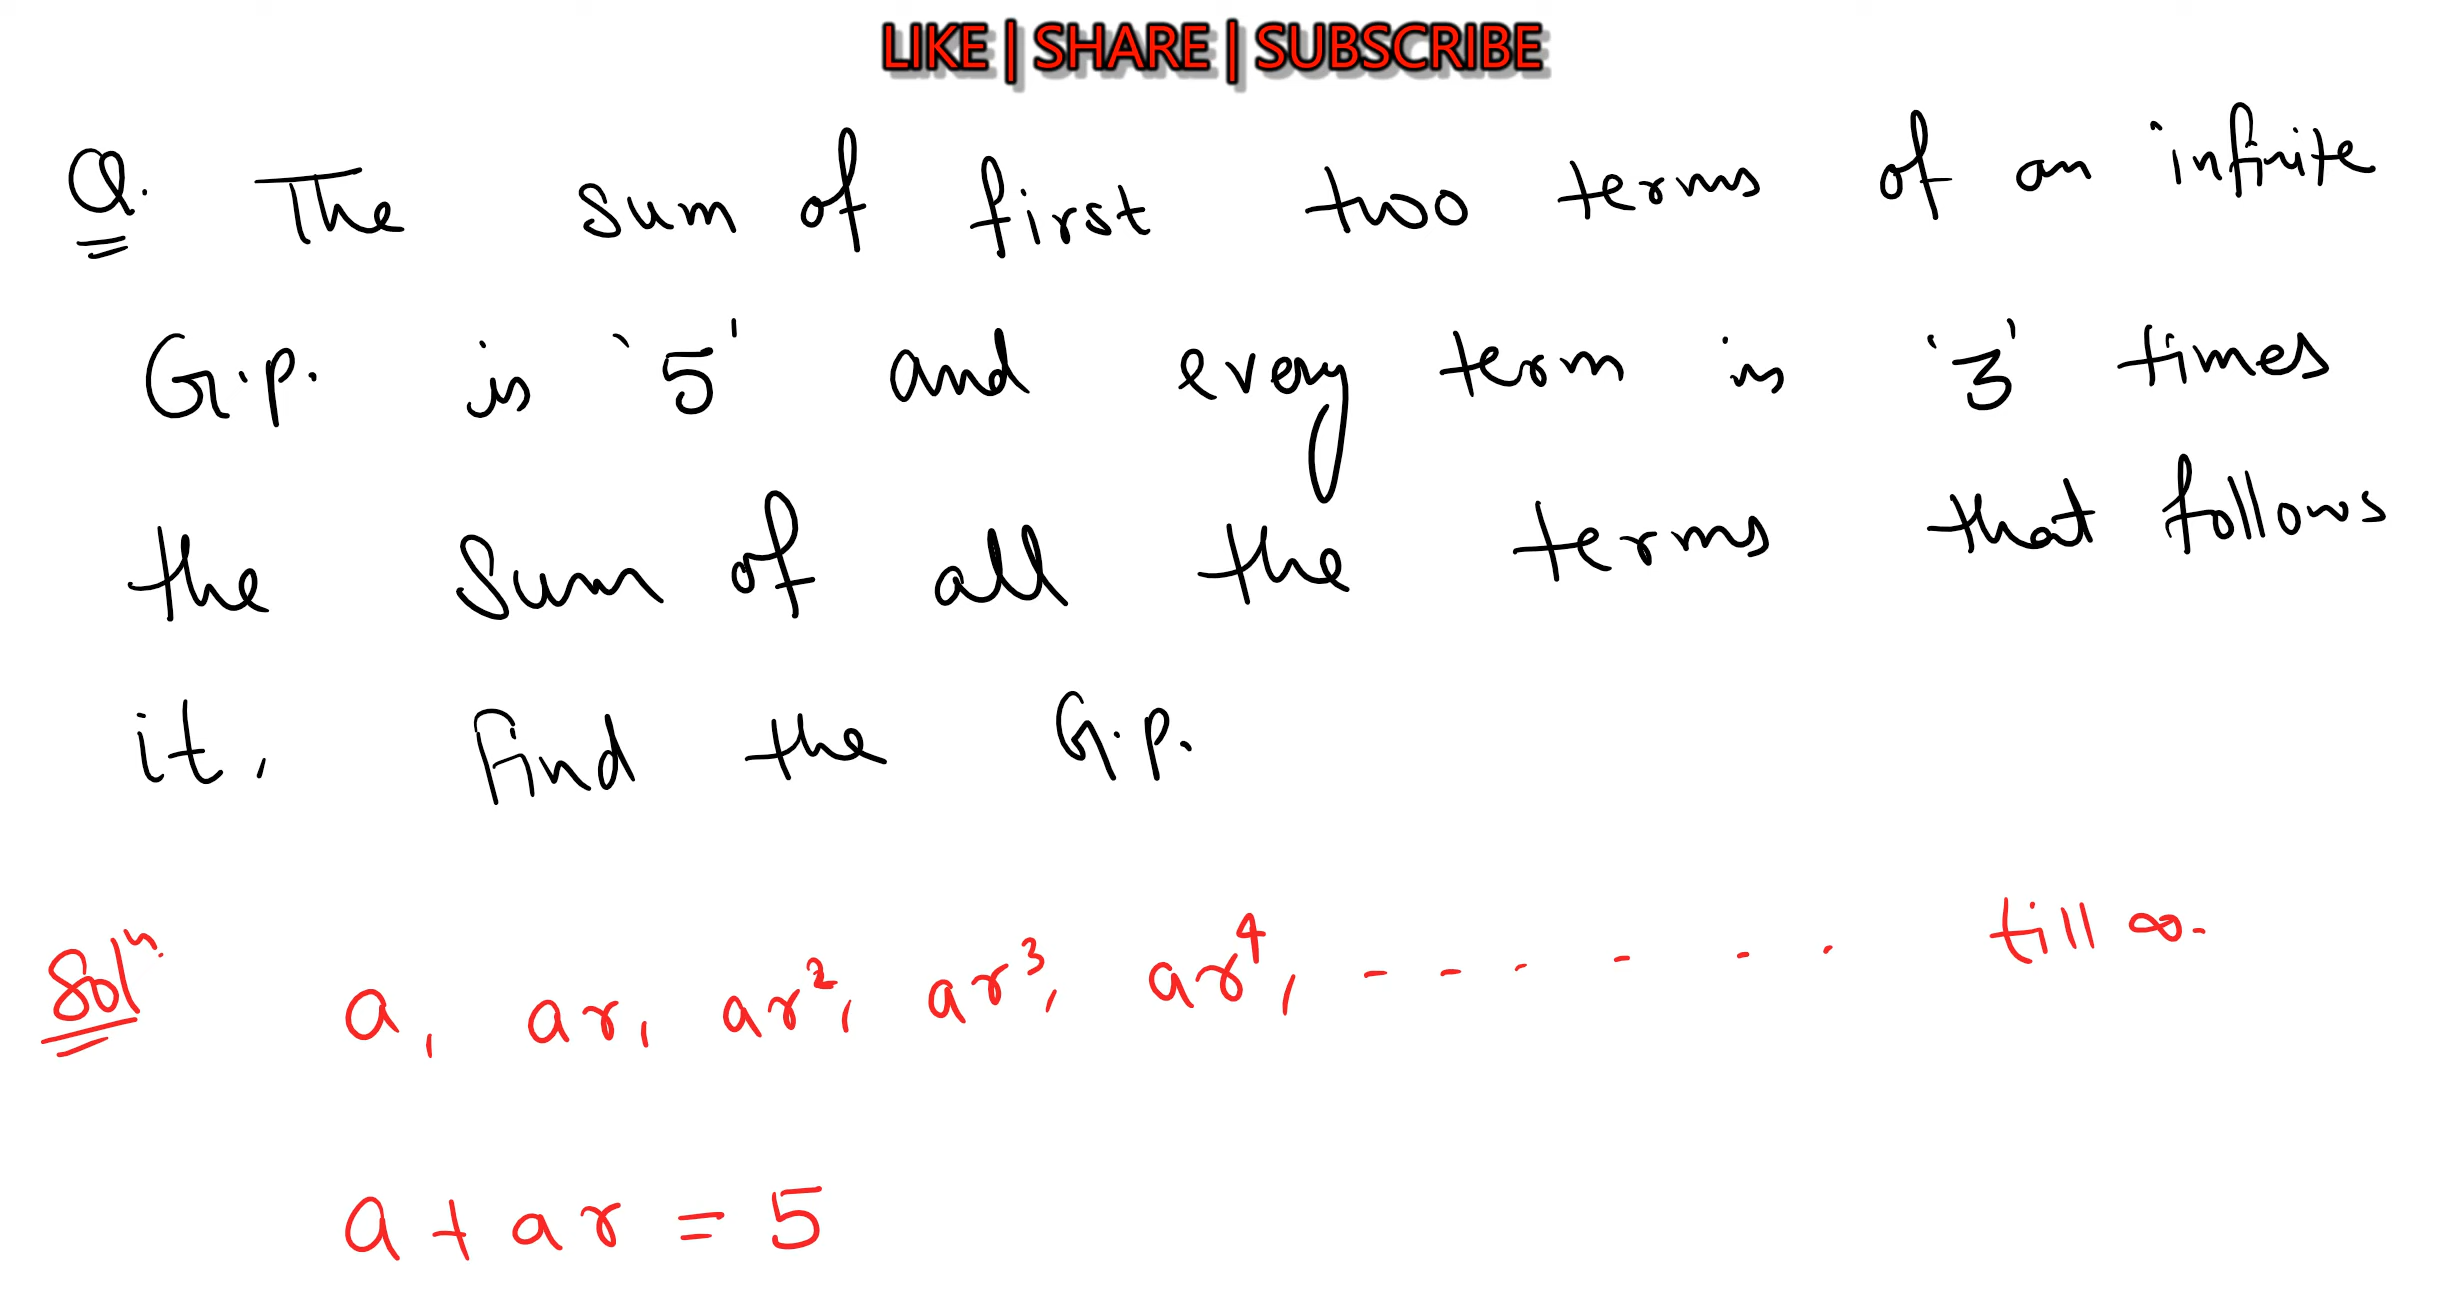 LIKE | SHARE | SUBSCRIBE
Q. The sum of first two terms of an infinite
G.P. is '5' and every term is '3' times
the sum of all the terms that follows
it. Find the G.P.
Solⁿ. a, ar, ar², ar³, ar⁴, - - - - - - till ∞.
a + ar = 5